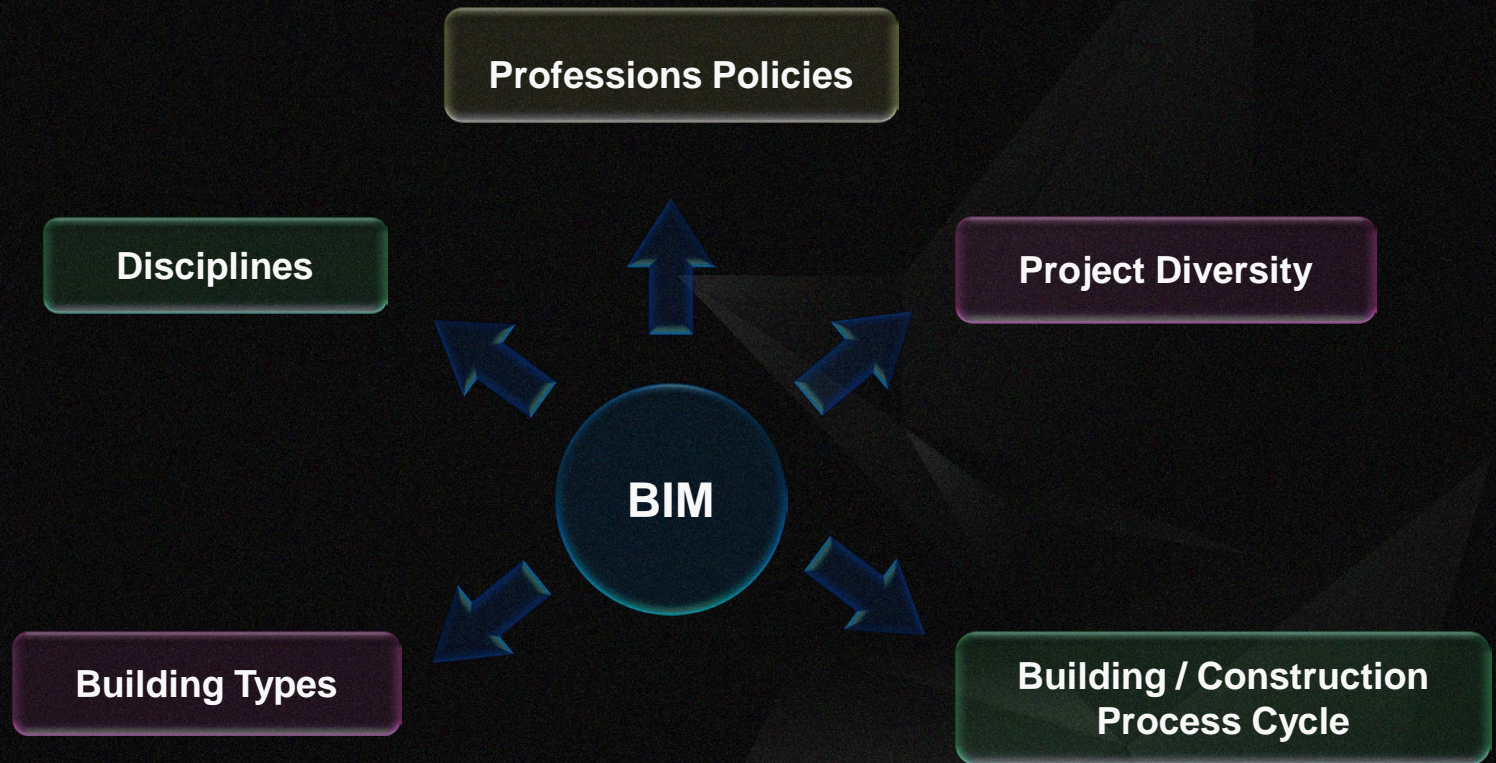 Professions Policies
Disciplines
Project Diversity
BIM
Building Types
Building / Construction
Process Cycle